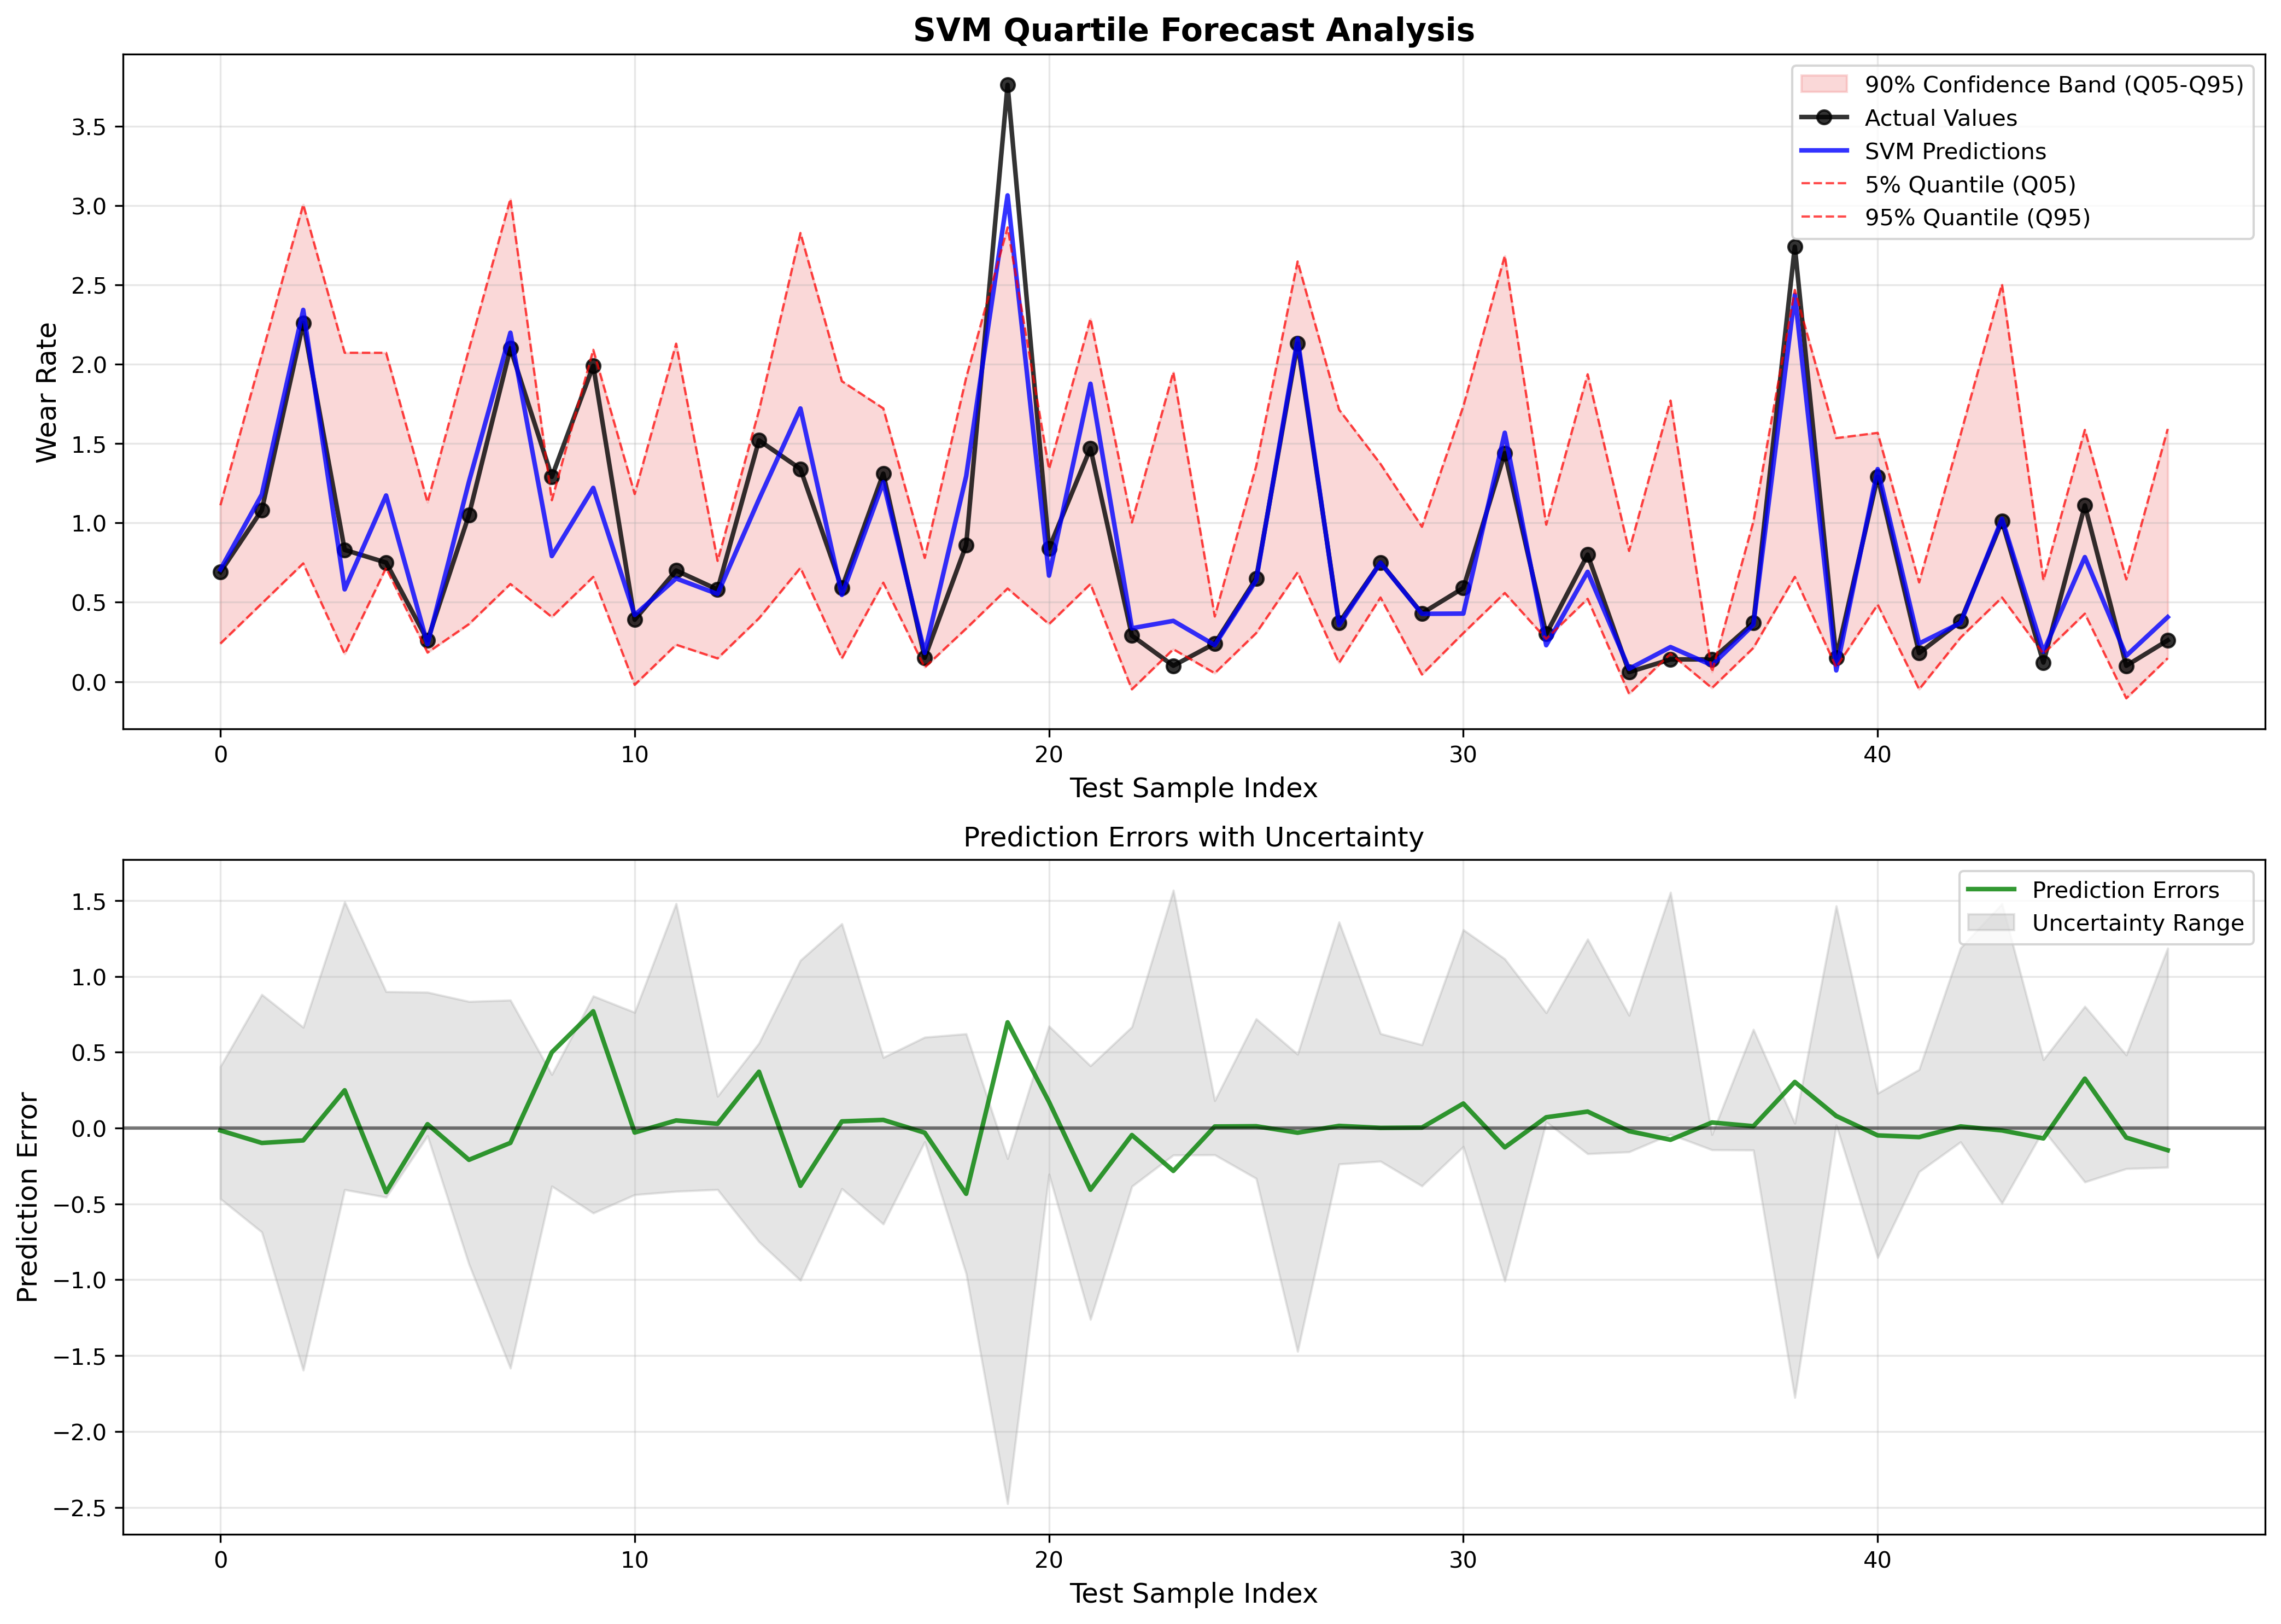 SVM Quartile Forecast Analysis
90% Confidence Band (Q05-Q95)
Actual Values
SVM Predictions
5% Quantile (Q05)
95% Quantile (Q95)
Wear Rate
3.5
3.0
2.5
2.0
1.5
1.0
0.5
0.0
0 10 20 30 40
Test Sample Index
Prediction Errors with Uncertainty
Prediction Errors
Uncertainty Range
Prediction Error
1.5
1.0
0.5
0.0
−0.5
−1.0
−1.5
−2.0
−2.5
0 10 20 30 40
Test Sample Index